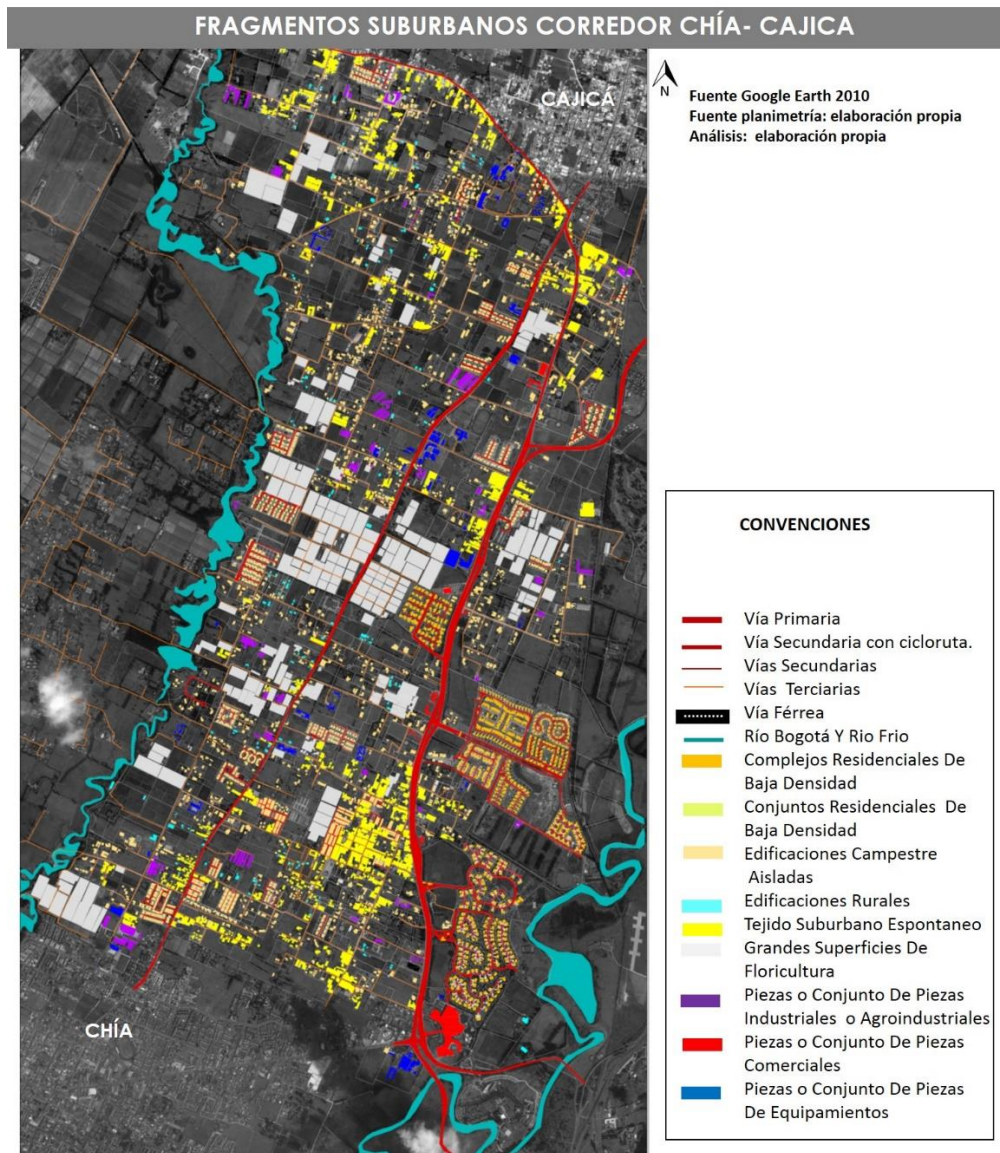 FRAGMENTOS SUBURBANOS CORREDOR CHÍA- CAJICA
CAJICÁ
N
Fuente Google Earth 2010
Fuente planimetría: elaboración propia
Análisis: elaboración propia
CONVENCIONES
Vía Primaria
Vía Secundaria con cicloruta.
Vías Secundarias
Vías Terciarias
Vía Férrea
Río Bogotá Y Rio Frio
Complejos Residenciales De
Baja Densidad
Conjuntos Residenciales De
Baja Densidad
Edificaciones Campestre
Aisladas
Edificaciones Rurales
Tejido Suburbano Espontaneo
Grandes Superficies De
Floricultura
Piezas o Conjunto De Piezas
Industriales o Agroindustriales
Piezas o Conjunto De Piezas
Comerciales
Piezas o Conjunto De Piezas
De Equipamientos
CHÍA